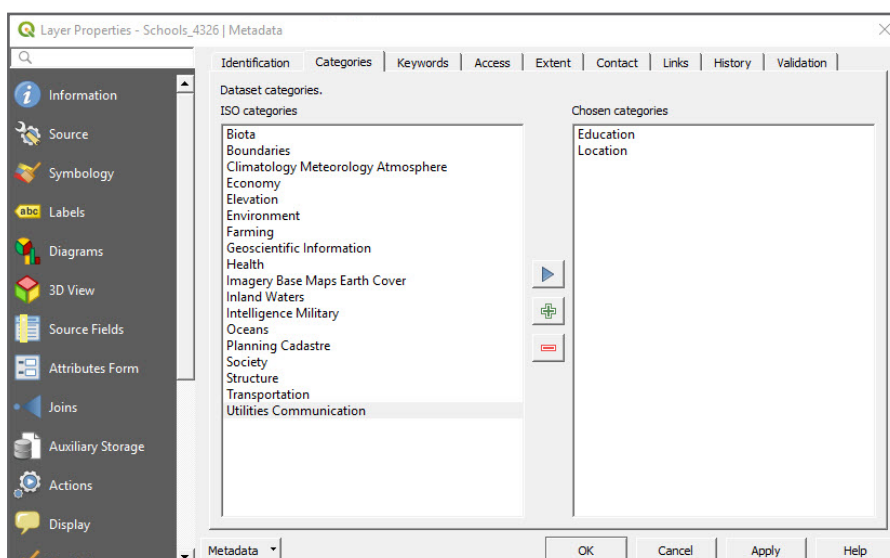 Layer Properties - Schools_4326 | Metadata
Information
Source
Symbology
abc Labels
Diagrams
3D View
Source Fields
Attributes Form
Joins
Auxiliary Storage
Actions
Display
Identification Categories Keywords Access Extent Contact Links History Validation
Dataset categories.
ISO categories
Biota
Boundaries
Climatology Meteorology Atmosphere
Economy
Elevation
Environment
Farming
Geoscientific Information
Health
Imagery Base Maps Earth Cover
Inland Waters
Intelligence Military
Oceans
Planning Cadastre
Society
Structure
Transportation
Utilities Communication
Chosen categories
Education
Location
Metadata OK Cancel Apply Help